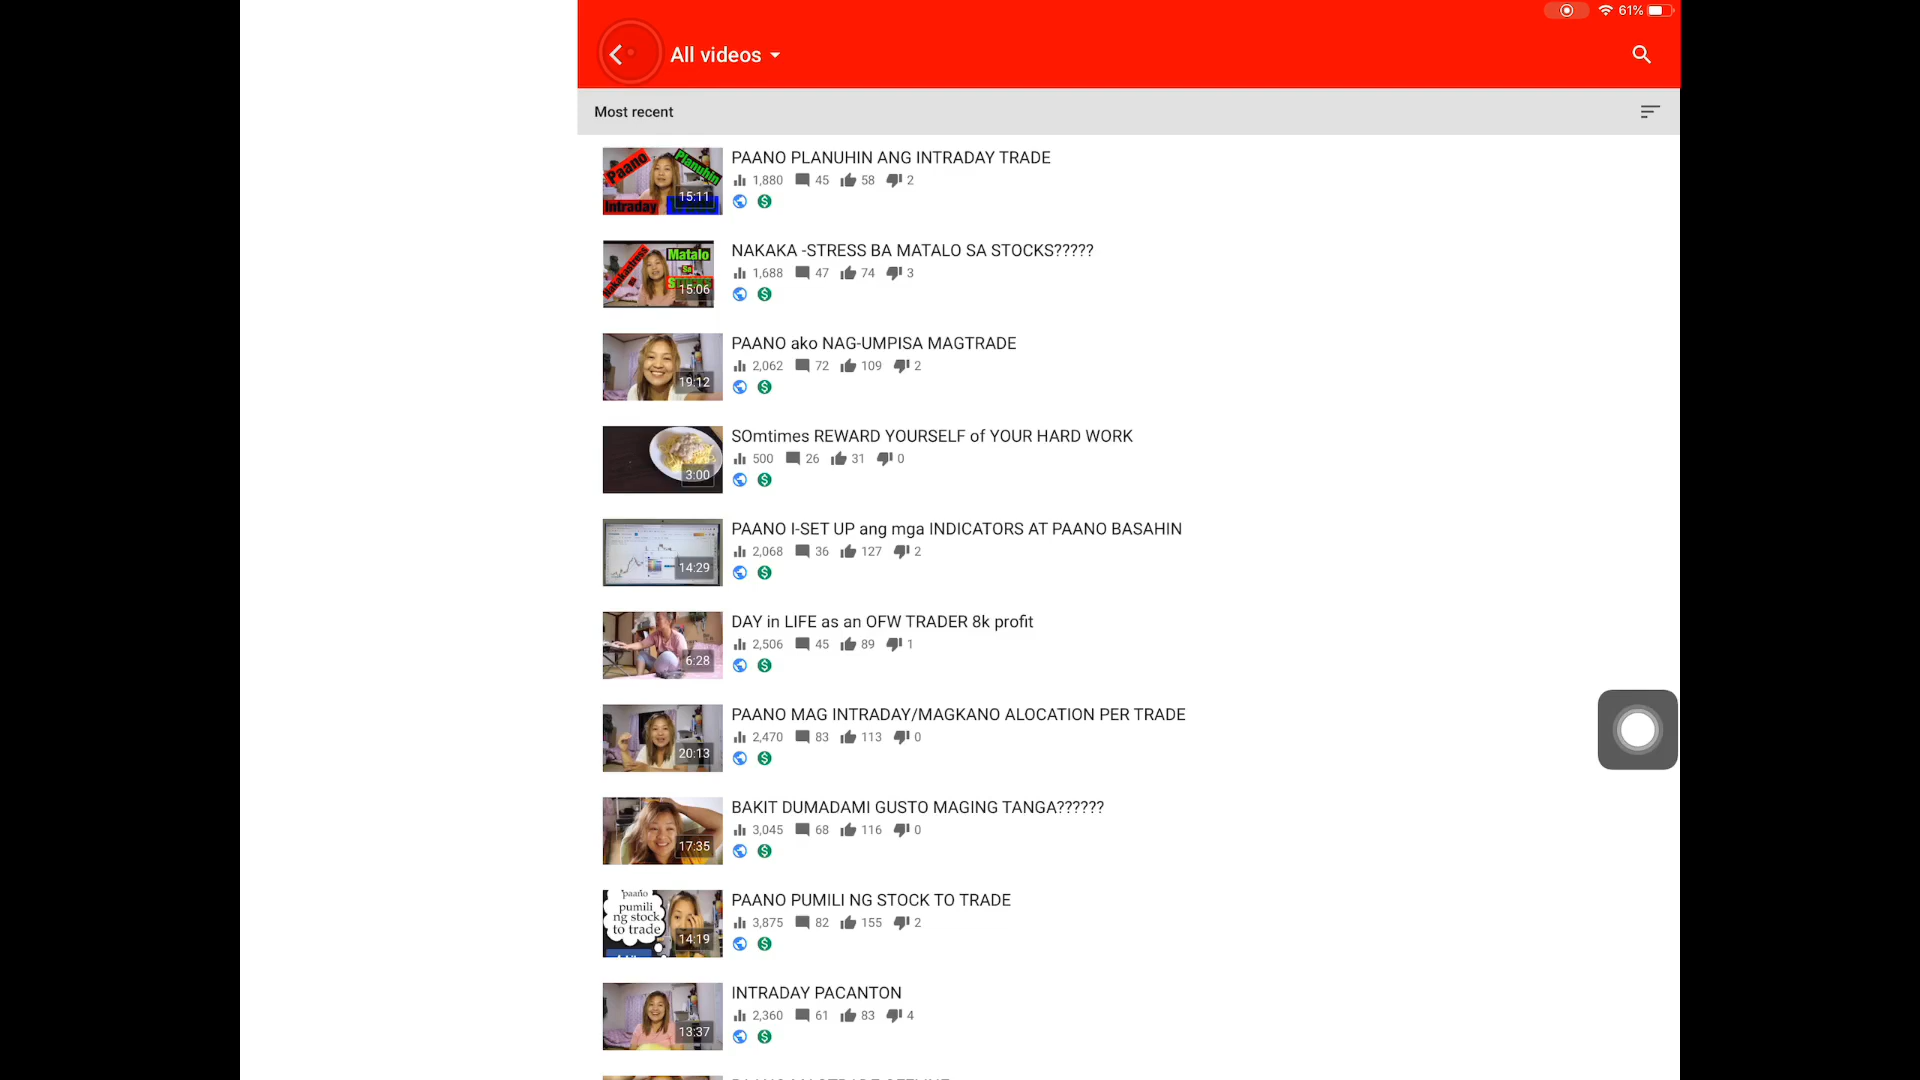 61%
All videos
Most recent
Paano
Planuhin
Intraday
15:11
PAANO PLANUHIN ANG INTRADAY TRADE
1,880 45 58 2
Nakakastress
Matalo
Sa
15:06
NAKAKA -STRESS BA MATALO SA STOCKS?????
1,688 47 74 3
19:12
PAANO ako NAG-UMPISA MAGTRADE
2,062 72 109 2
3:00
SOmtimes REWARD YOURSELF of YOUR HARD WORK
500 26 31 0
14:29
PAANO I-SET UP ang mga INDICATORS AT PAANO BASAHIN
2,068 36 127 2
6:28
DAY in LIFE as an OFW TRADER 8k profit
2,506 45 89 1
20:13
PAANO MAG INTRADAY/MAGKANO ALOCATION PER TRADE
2,470 83 113 0
17:35
BAKIT DUMADAMI GUSTO MAGING TANGA??????
3,045 68 116 0
paano
pumili
ng stock
to trade
14:19
PAANO PUMILI NG STOCK TO TRADE
3,875 82 155 2
13:37
INTRADAY PACANTON
2,360 61 83 4